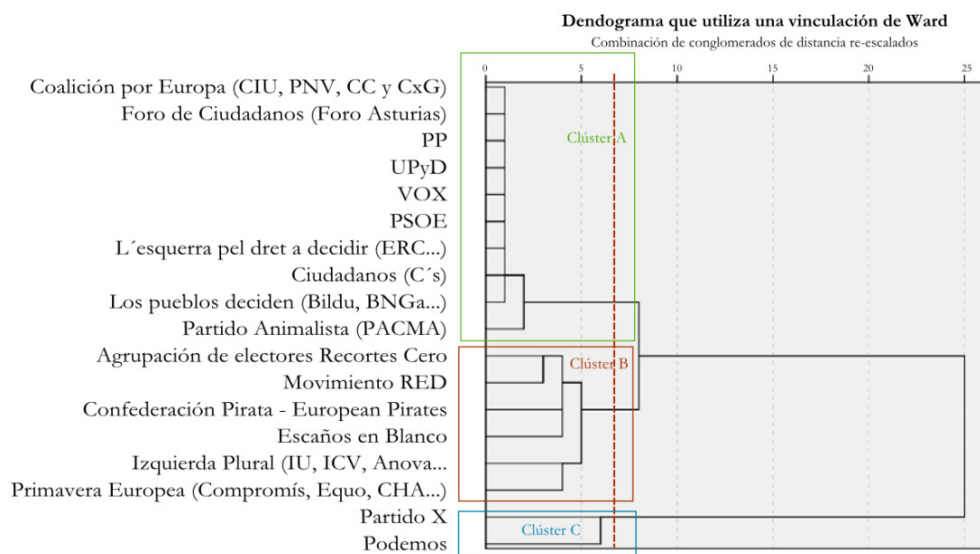 Dendograma que utiliza una vinculación de Ward
Combinación de conglomerados de distancia re-escalados
0 5 10 15 20 25
Coalición por Europa (CIU, PNV, CC y CxG)
Foro de Ciudadanos (Foro Asturias)
PP
Clúster A
UPyD
VOX
PSOE
L´esquerra pel dret a decidir (ERC...)
Ciudadanos (C´s)
Los pueblos deciden (Bildu, BNGa...)
Partido Animalista (PACMA)
Agrupación de electores Recortes Cero
Clúster B
Movimiento RED
Confederación Pirata - European Pirates
Escaños en Blanco
Izquierda Plural (IU, ICV, Anova...
Primavera Europea (Compromís, Equo, CHA...)
Partido X
Clúster C
Podemos